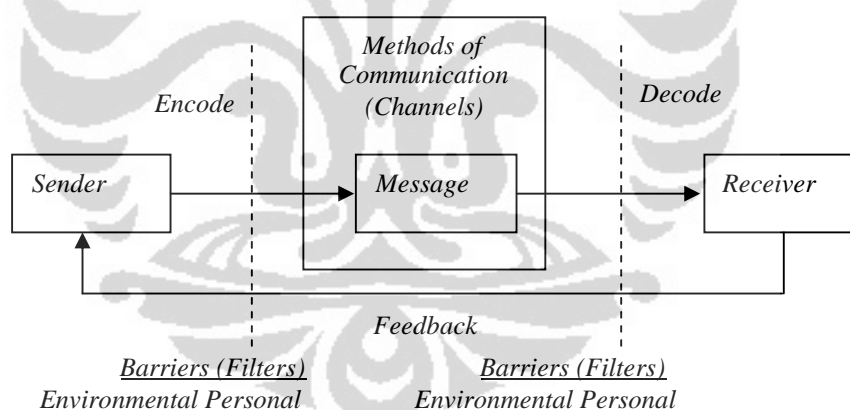 Methods of
Communication
(Channels)
Encode
Decode
Sender
Message
Receiver
Feedback
Barriers (Filters)
Barriers (Filters)
Environmental Personal
Environmental Personal